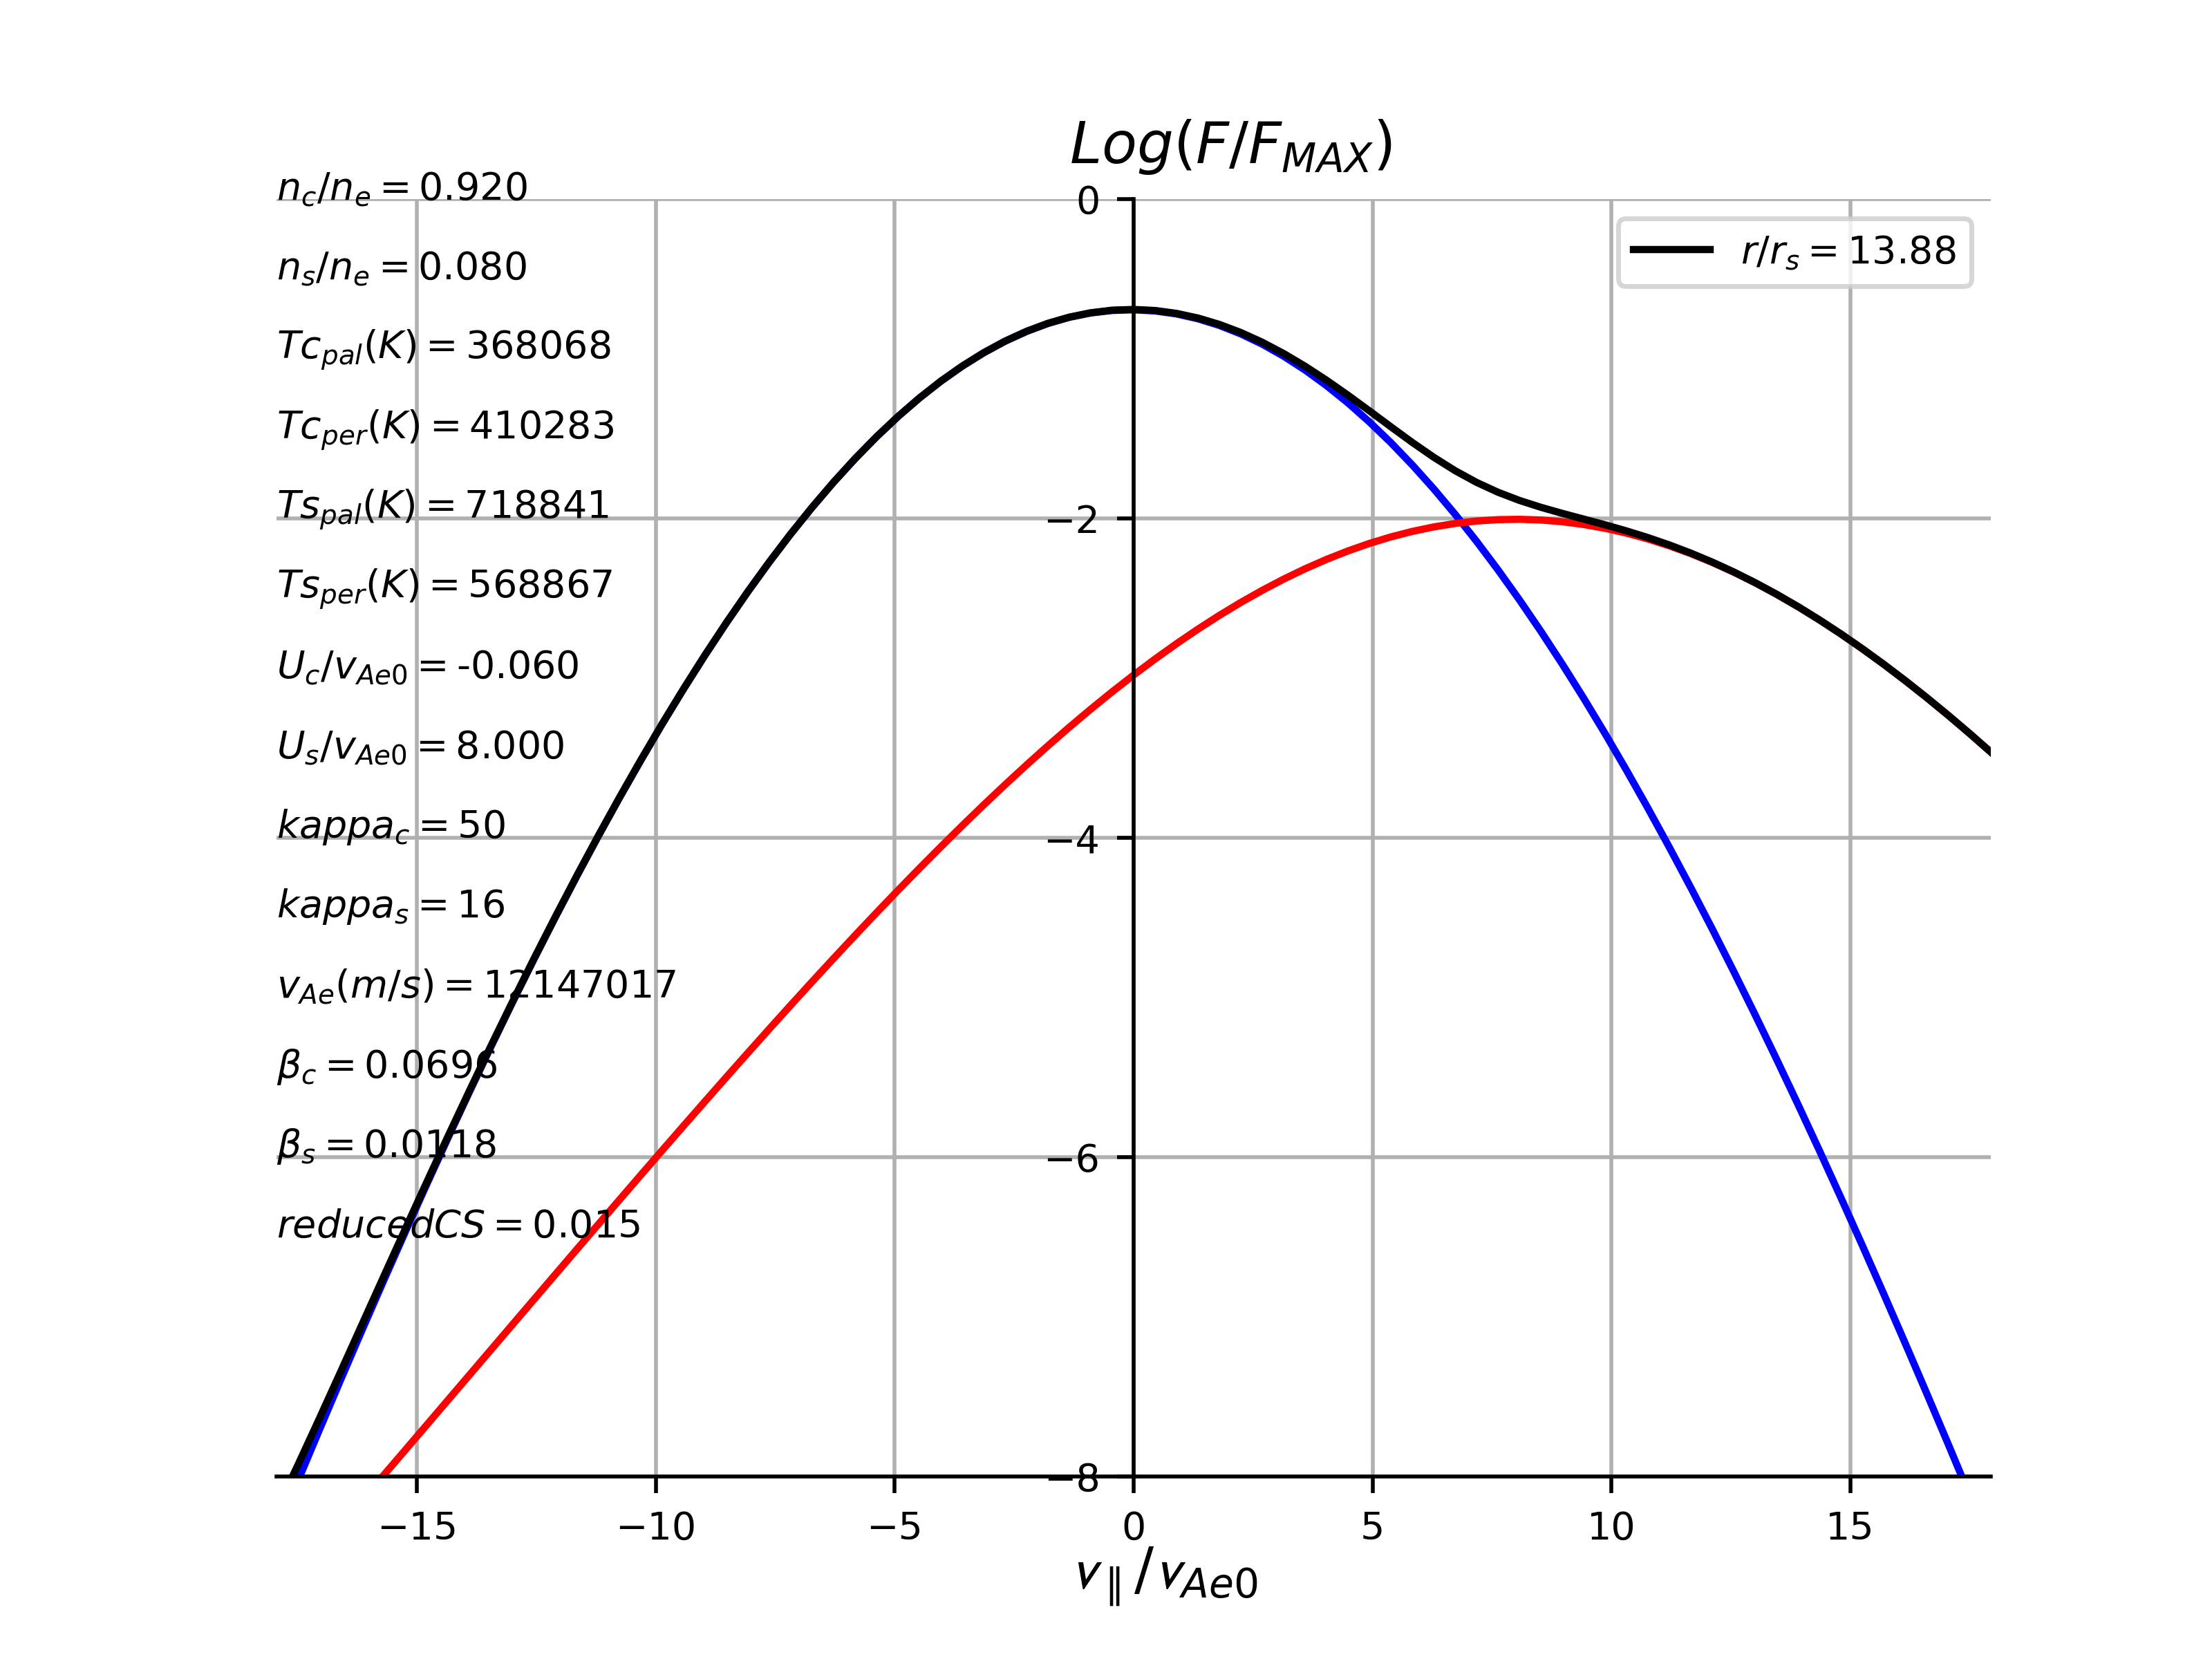 Log(F/F_MAX)
n_c/n_e = 0.920
0
r/r_s = 13.88
n_s/n_e = 0.080
Tc_pal(K) = 368068
Tc_per(K) = 410283
Ts_pal(K) = 718841
−2
Ts_per(K) = 568867
U_c/v_Ae0 = -0.060
U_s/v_Ae0 = 8.000
kappa_c = 50
−4
kappa_s = 16
v_Ae(m/s) = 12147017
β_c = 0.0696
β_s = 0.0118
−6
reducedCS = 0.015
−8
−15 −10 −5 0 5 10 15
v_∥/v_Ae0